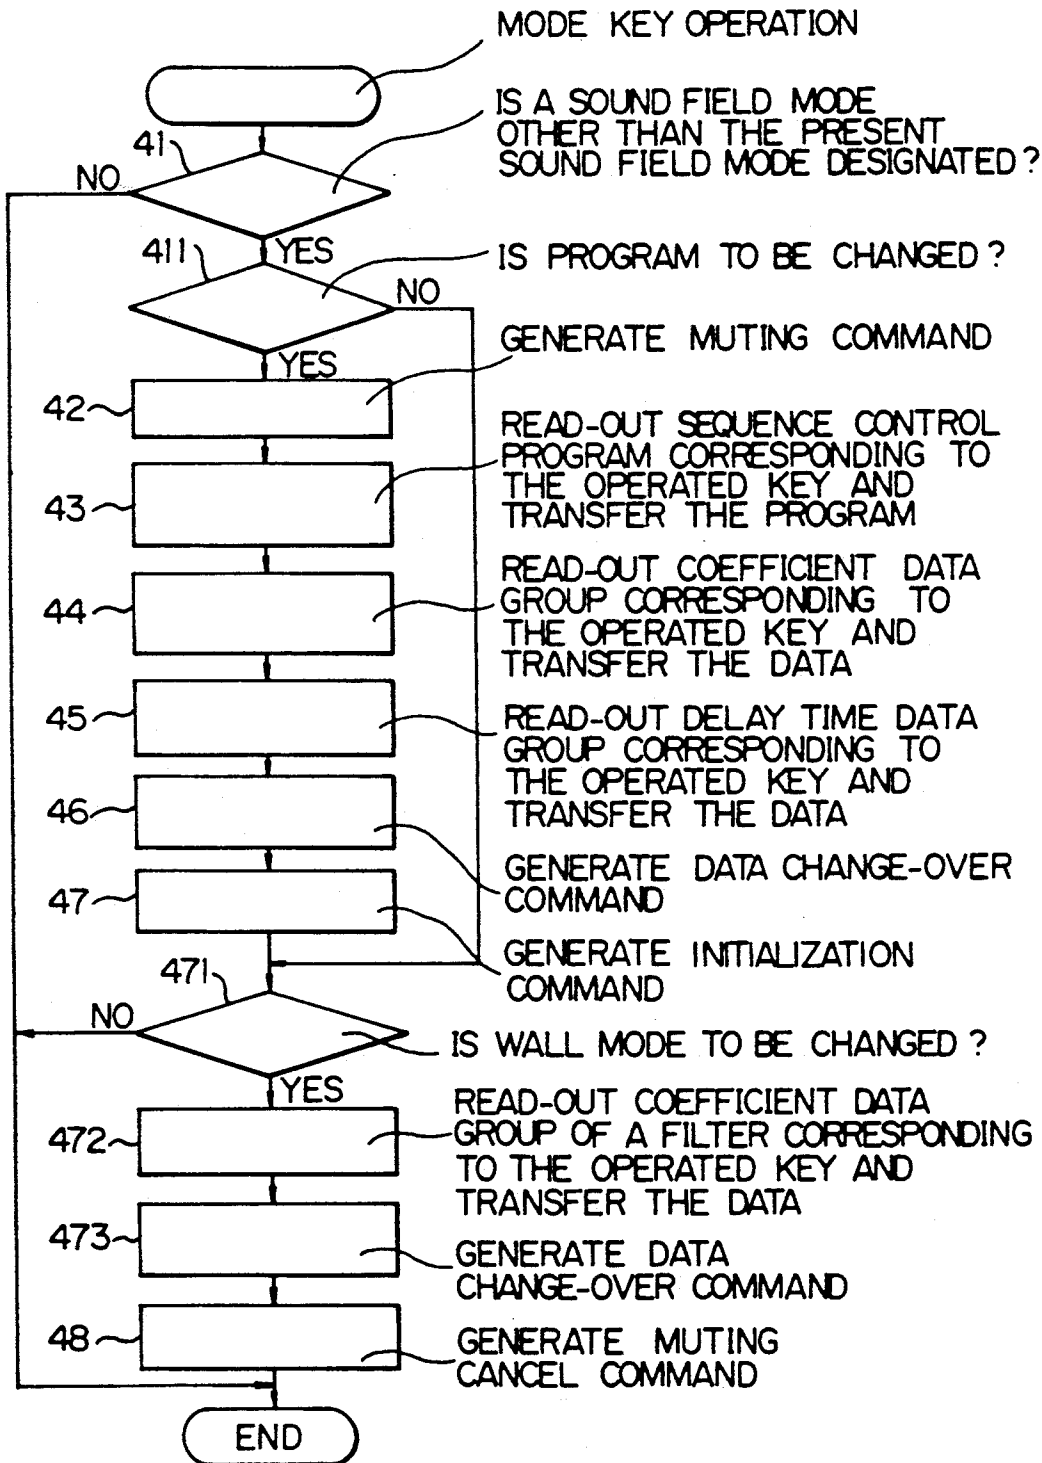 MODE KEY OPERATION
IS A SOUND FIELD MODE
OTHER THAN THE PRESENT
SOUND FIELD MODE DESIGNATED?
41
NO
YES
411
IS PROGRAM TO BE CHANGED?
NO
YES
GENERATE MUTING COMMAND
42
READ-OUT SEQUENCE CONTROL
PROGRAM CORRESPONDING TO
THE OPERATED KEY AND
TRANSFER THE PROGRAM
43
READ-OUT COEFFICIENT DATA
GROUP CORRESPONDING TO
THE OPERATED KEY AND
TRANSFER THE DATA
44
READ-OUT DELAY TIME DATA
GROUP CORRESPONDING TO
THE OPERATED KEY AND
TRANSFER THE DATA
45
46
GENERATE DATA CHANGE-OVER
COMMAND
47
GENERATE INITIALIZATION
COMMAND
471
NO
IS WALL MODE TO BE CHANGED?
YES
READ-OUT COEFFICIENT DATA
GROUP OF A FILTER CORRESPONDING
TO THE OPERATED KEY AND
TRANSFER THE DATA
472
473
GENERATE DATA
CHANGE-OVER COMMAND
48
GENERATE MUTING
CANCEL COMMAND
END